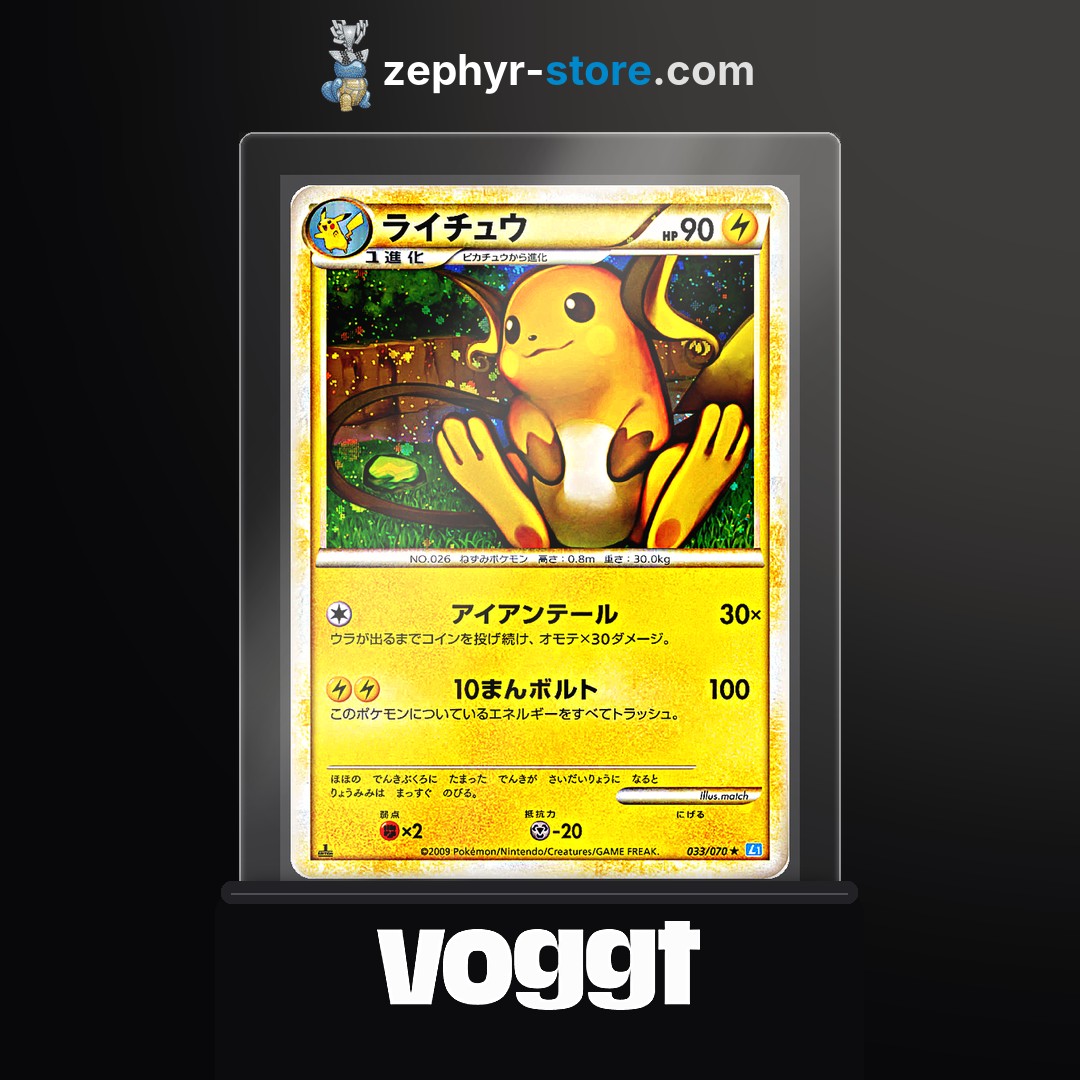 zephyr-store.com
ライチュウ
HP90
1進化
ピカチュウから進化
NO.026 ねずみポケモン 高さ:0.8m 重さ:30.0kg
アイアンテール 30×
ウラが出るまでコインを投げ続け、オモテ×30ダメージ。
10まんボルト 100
このポケモンについているエネルギーをすべてトラッシュ。
ほほの でんきぶくろに たまった でんきが さいだいりょうに なると
りょうみみは まっすぐ のびる。
illus.match
弱点 抵抗力 にげる
×2 -20
1
©2009 Pokémon/Nintendo/Creatures/GAME FREAK. 033/070★ L1
voggt